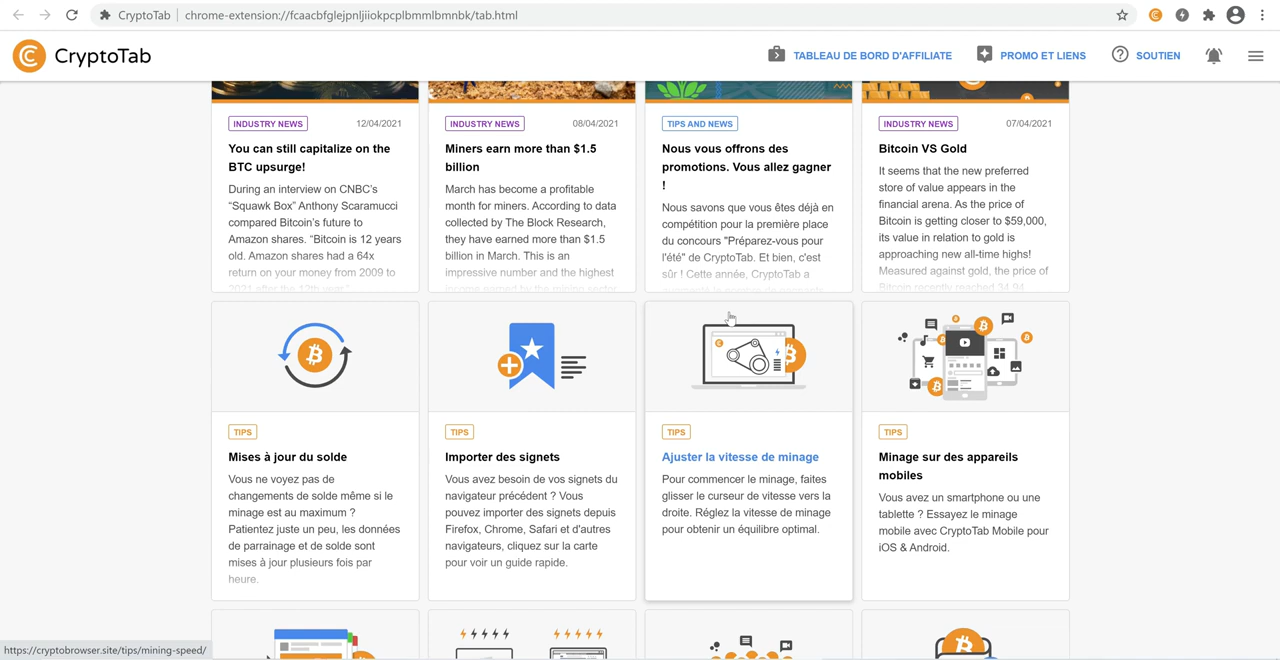 CryptoTab
chrome-extension://fcaacbfglejpnljiiokpcplbmmlbmnbk/tab.html
CryptoTab
TABLEAU DE BORD D'AFFILIATE
PROMO ET LIENS
SOUTIEN
INDUSTRY NEWS
12/04/2021
You can still capitalize on the
BTC upsurge!
During an interview on CNBC's
“Squawk Box” Anthony Scaramucci
compared Bitcoin's future to
Amazon shares. “Bitcoin is 12 years
old. Amazon shares had a 64x
return on your money from 2009 to
2021 after the 12th year.”
INDUSTRY NEWS
08/04/2021
Miners earn more than $1.5
billion
March has become a profitable
month for miners. According to data
collected by The Block Research,
they have earned more than $1.5
billion in March. This is an
impressive number and the highest
income earned by the mining sector
TIPS AND NEWS
Nous vous offrons des
promotions. Vous allez gagner
!
Nous savons que vous êtes déjà en
compétition pour la première place
du concours "Préparez-vous pour
l'été" de CryptoTab. Et bien, c'est
sûr ! Cette année, CryptoTab a
INDUSTRY NEWS
07/04/2021
Bitcoin VS Gold
It seems that the new preferred
store of value appears in the
financial arena. As the price of
Bitcoin is getting closer to $59,000,
its value in relation to gold is
approaching new all-time highs!
Measured against gold, the price of
Bitcoin recently reached 34.94
TIPS
Mises à jour du solde
Vous ne voyez pas de
changements de solde même si le
minage est au maximum ?
Patientez juste un peu, les données
de parrainage et de solde sont
mises à jour plusieurs fois par
heure.
TIPS
Importer des signets
Vous avez besoin de vos signets du
navigateur précédent ? Vous
pouvez importer des signets depuis
Firefox, Chrome, Safari et d'autres
navigateurs, cliquez sur la carte
pour voir un guide rapide.
TIPS
Ajuster la vitesse de minage
Pour commencer le minage, faites
glisser le curseur de vitesse vers la
droite. Réglez la vitesse de minage
pour obtenir un équilibre optimal.
TIPS
Minage sur des appareils
mobiles
Vous avez un smartphone ou une
tablette ? Essayez le minage
mobile avec CryptoTab Mobile pour
iOS & Android.
https://cryptobrowser.site/tips/mining-speed/